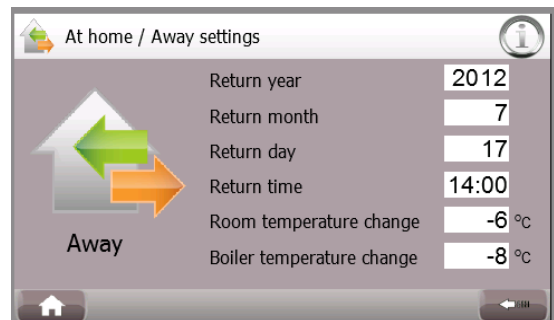 At home / Away settings
Return year 2012
Return month 7
Return day 17
Return time 14:00
Room temperature change -6 °C
Boiler temperature change -8 °C
Away